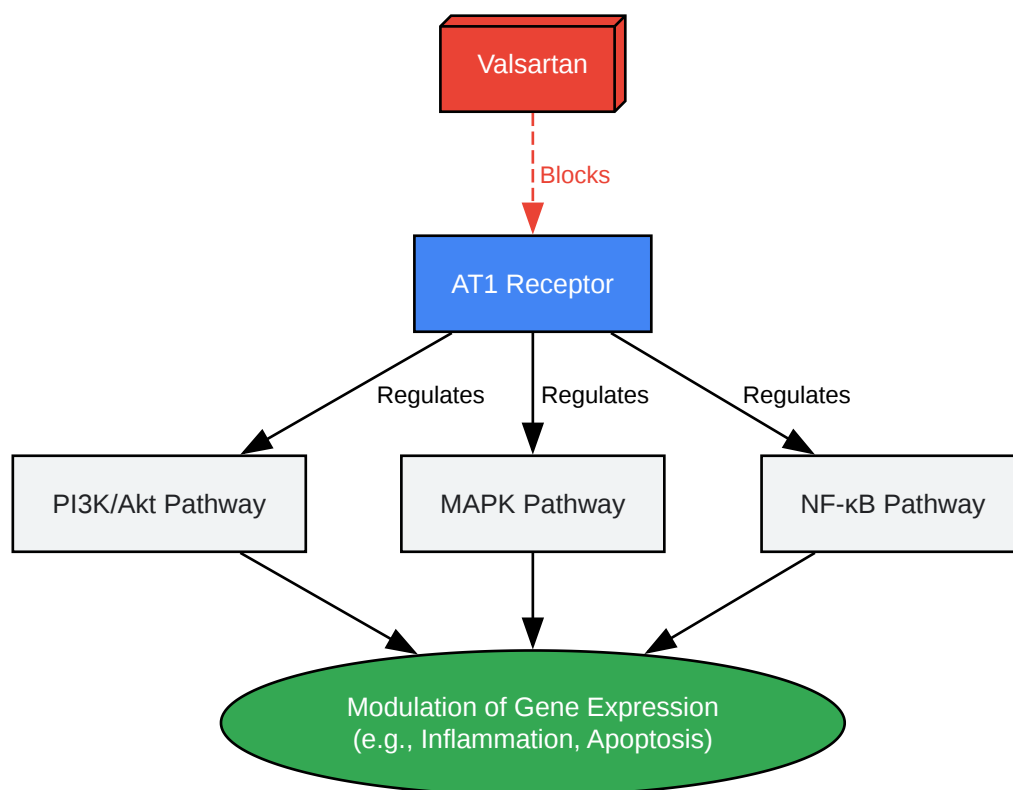 Valsartan
Blocks
AT1 Receptor
Regulates
Regulates
Regulates
PI3K/Akt Pathway
MAPK Pathway
NF-κB Pathway
Modulation of Gene Expression
(e.g., Inflammation, Apoptosis)